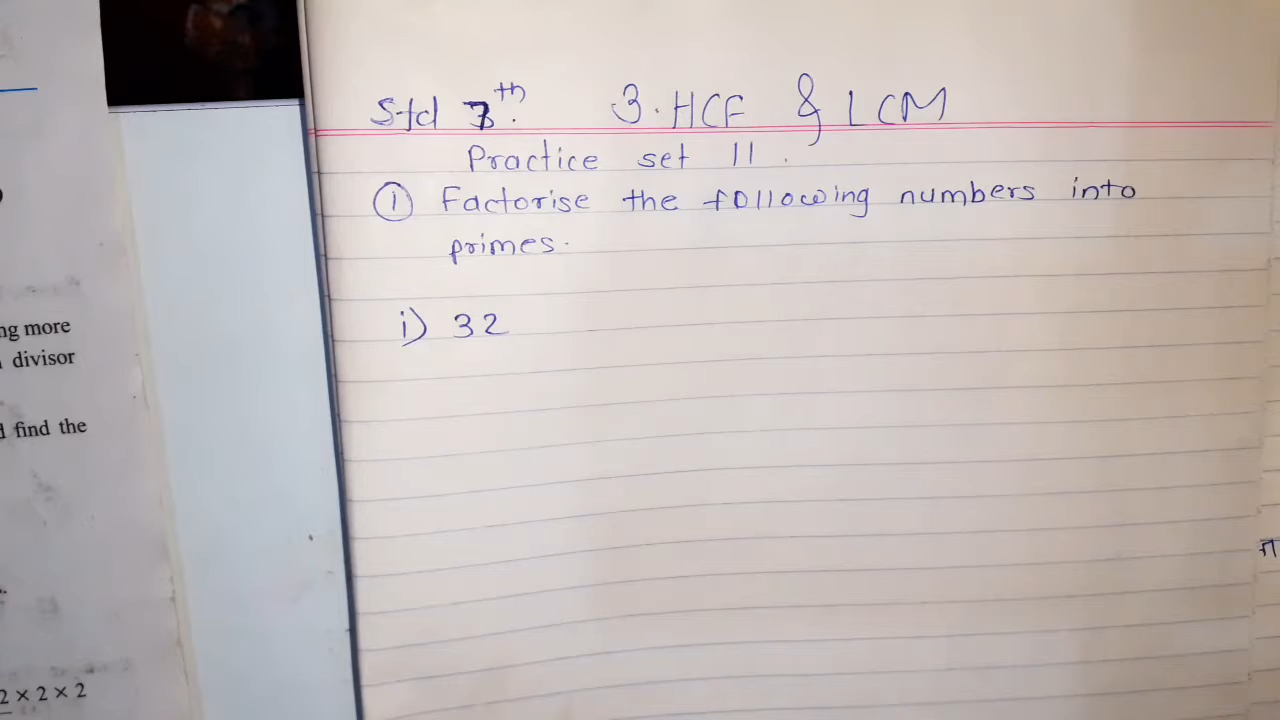 ng more
divisor
find the
2 × 2 × 2
Std 7th. 3. HCF & LCM
Practice set 11.
① Factorise the following numbers into
primes.
i) 32